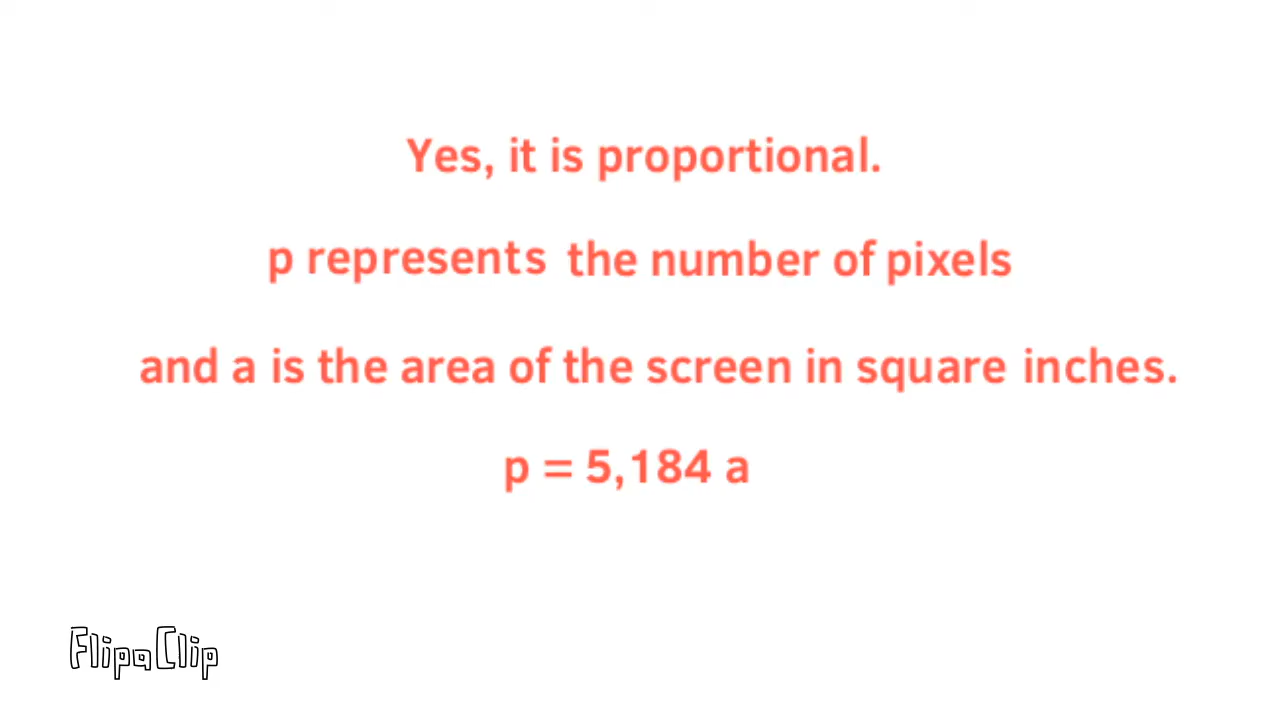 Yes, it is proportional.
p represents the number of pixels
and a is the area of the screen in square inches.
p = 5,184 a
FlipaClip